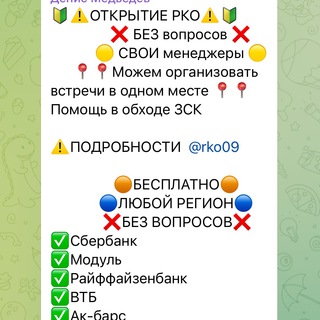 Денис Медведев
🔰⚠️ОТКРЫТИЕ РКО⚠️🔰
❌ БЕЗ вопросов ❌
🟡 СВОИ менеджеры 🟡
📍📍Можем организовать
встречи в одном месте 📍📍
Помощь в обходе ЗСК
⚠️ПОДРОБНОСТИ @rko09
🟠БЕСПЛАТНО🟠
🔵ЛЮБОЙ РЕГИОН🔵
❌БЕЗ ВОПРОСОВ❌
✅Сбербанк
✅Модуль
✅Райффайзенбанк
✅ВТБ
✅Ак-барс